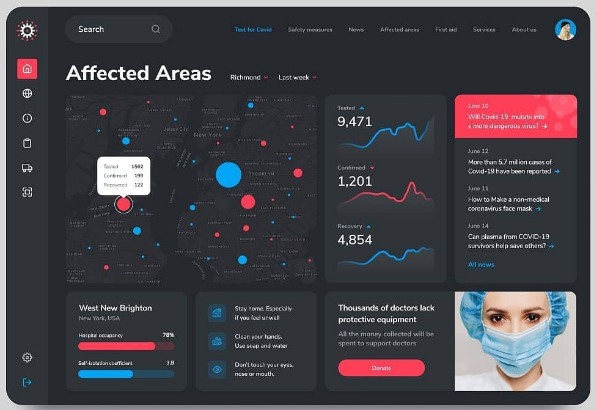 Search
Test for Covid
Safety measures
News
Affected areas
First aid
Services
About us
Affected Areas
Richmond
Last week
New York
Tested 1502
Confirmed
Recovered 122
Tested
9,471
Confirmed
1,201
Recovery
4,854
June 10
Will Covid-19 mutate into
a more dangerous virus? →
June 12
More than 5.7 million cases of
Covid-19 have been reported →
June 11
How to Make a non-medical
coronavirus face mask →
June 14
Can plasma from COVID-19
survivors help save others? →
All news
West New Brighton
New York, USA
Hospital occupancy 78%
Self-isolation coefficient 3,8
Stay home. Especially
if you feel unwell
Clean your hands.
Use soap and water
Don't touch your eyes,
nose or mouth.
Thousands of doctors lack
protective equipment
All the money collected will be
spent to support doctors
Donate